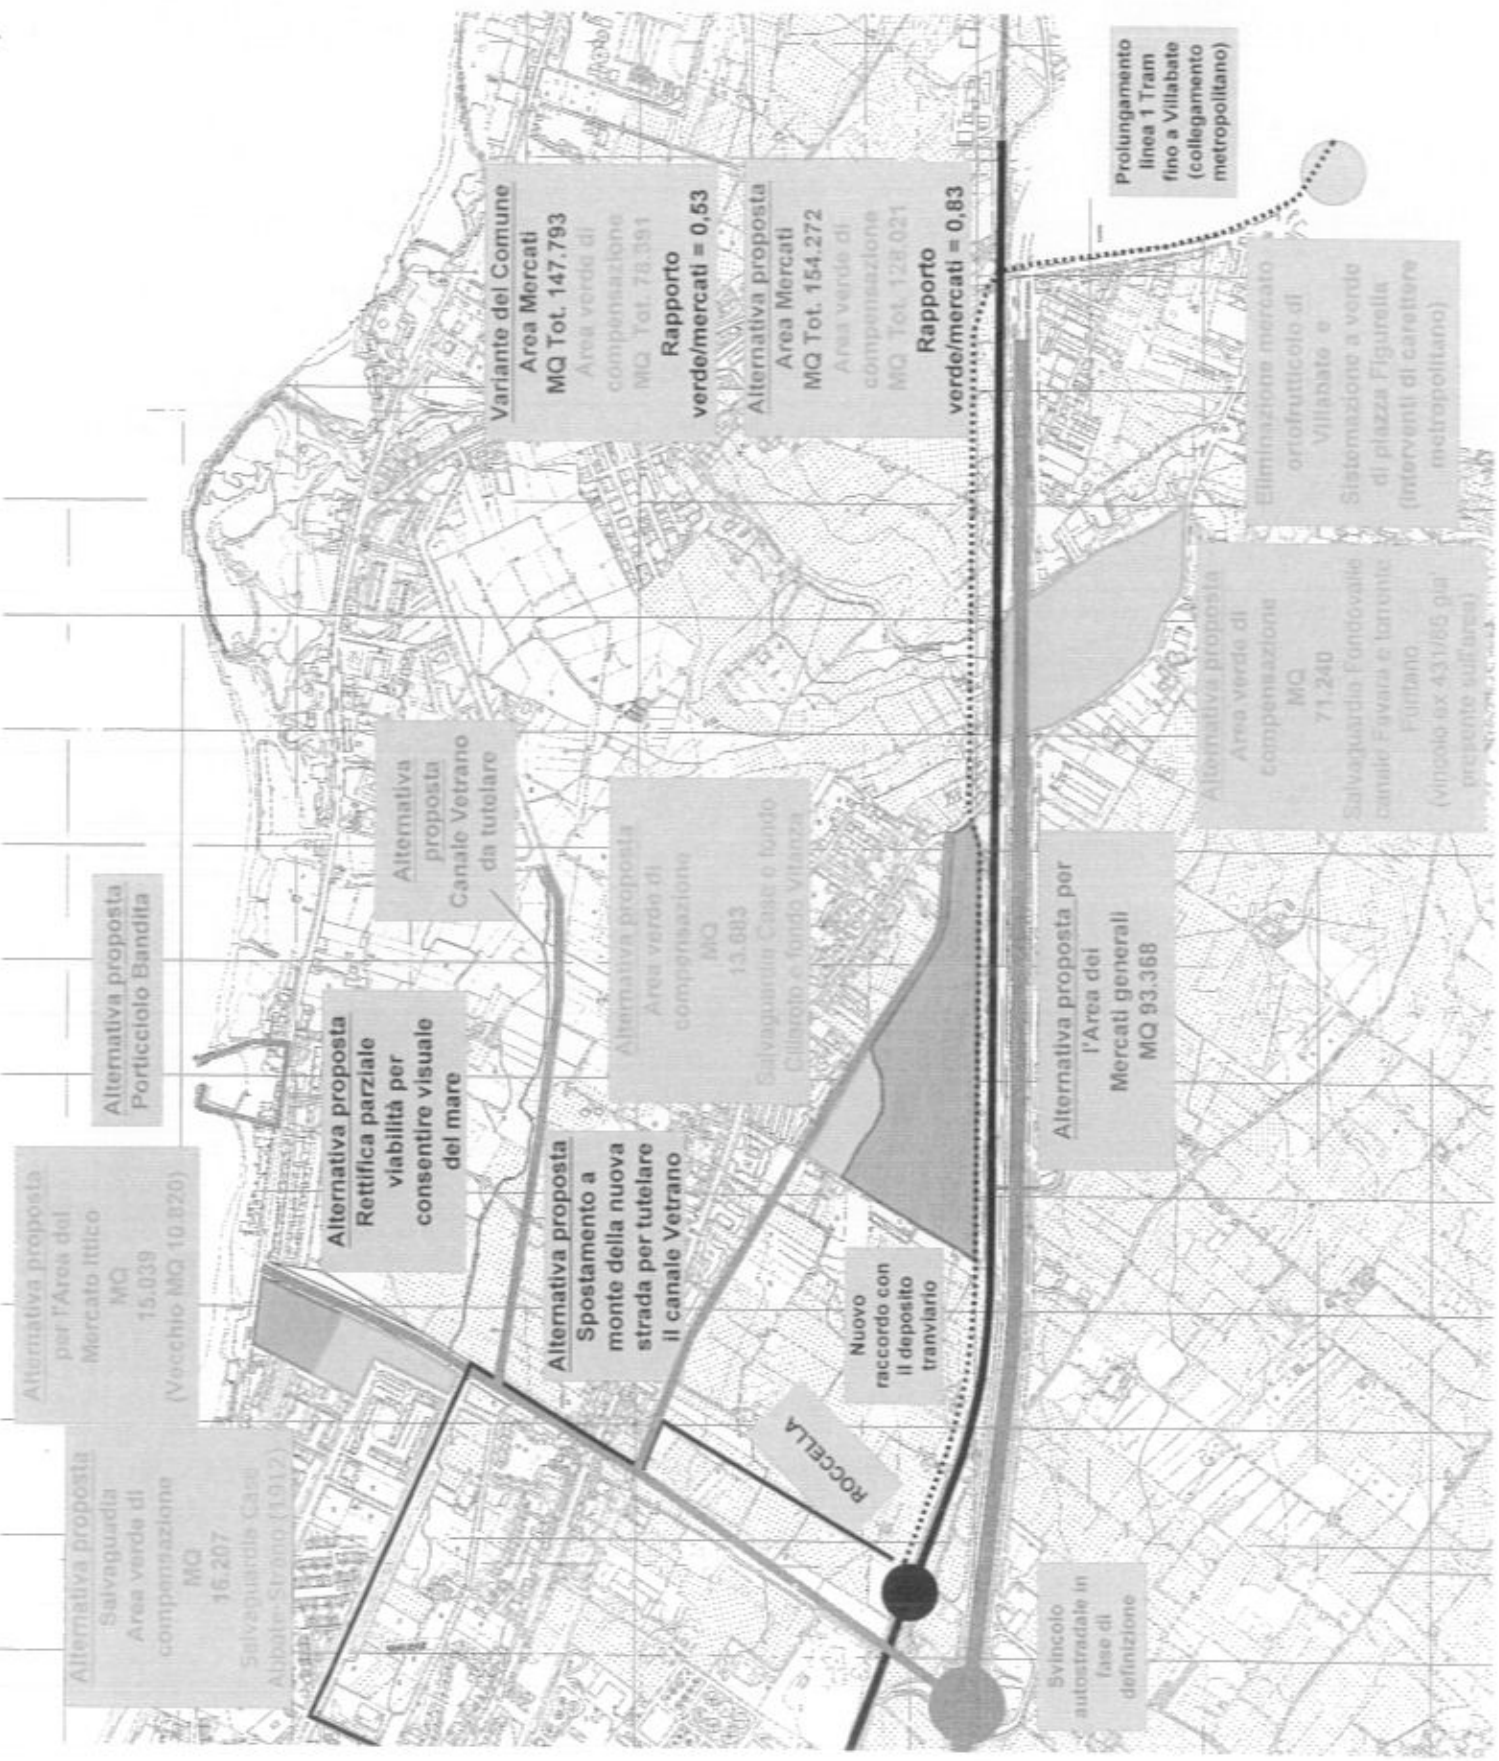 Alternativa proposta
Salvaguadia
Area verde di
compensazione
MQ
16.207
Salvaguardia Case
Alternativa proposta
per l'Area del
Mercato Ittico
MQ
15.039
(Vecchio MQ 10.820)
Alternativa proposta
Porticciolo Bandita
Alternativa proposta
Rettifica parziale
viabilità per
consentire visuale
del mare
Alternativa
proposta
Canale Vetrano
da tutelare
Variante del Comune
Area Mercati
MQ Tot. 147.793
Area verde di
compensazione
MQ Tot. 78.391
Rapporto
verde/mercati = 0,53
Alternativa proposta
Area Mercati
MQ Tot. 154.272
Area verde di
compensazione
MQ Tot. 128.021
Rapporto
verde/mercati = 0,83
Alternativa proposta
Spostamento a
monte della nuova
strada per tutelare
il canale Vetrano
Alternativa proposta
Area verde di
compensazione
MQ
13.683
Salvaguardia Case e fondo
e fondo Vitanza
ROCCELLA
Nuovo
raccordo con
il deposito
tranviario
Svincolo
autostradale in
fase di
definizione
Alternativa proposta per
l'Area dei
Mercati generali
MQ 93.368
Alternativa proposta
Area verde di
compensazione
MQ
71.240
Salvaguardia Fondovalle
canale Favara e torrente
(vincolo ex 431/85 gia'
presente sull'area)
Eliminazione mercato
ortofrutticolo di
Villabate e
Sistemazione a verde
di piazza Figurella
(Interventi di carettere
metropolitano)
Prolungamento
linea 1 Tram
fino a Villabate
(collegamento
metropolitano)